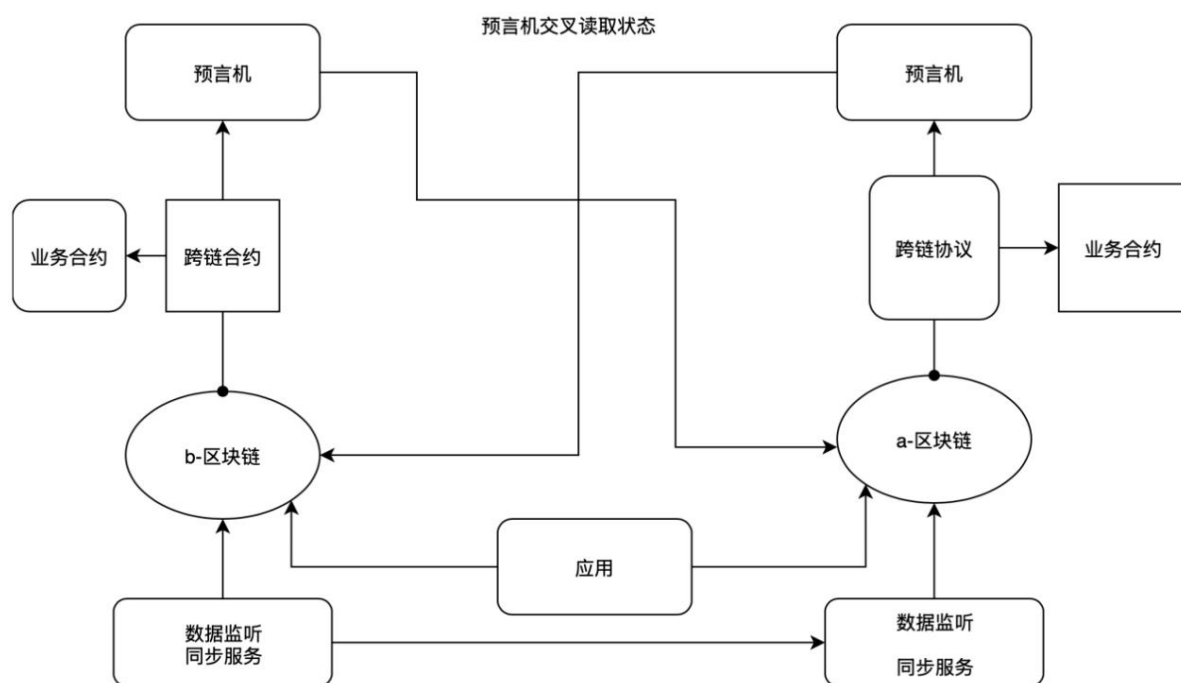 预言机交叉读取状态
预言机
预言机
业务合约
跨链合约
跨链协议
业务合约
b-区块链
a-区块链
应用
数据监听
同步服务
数据监听
同步服务